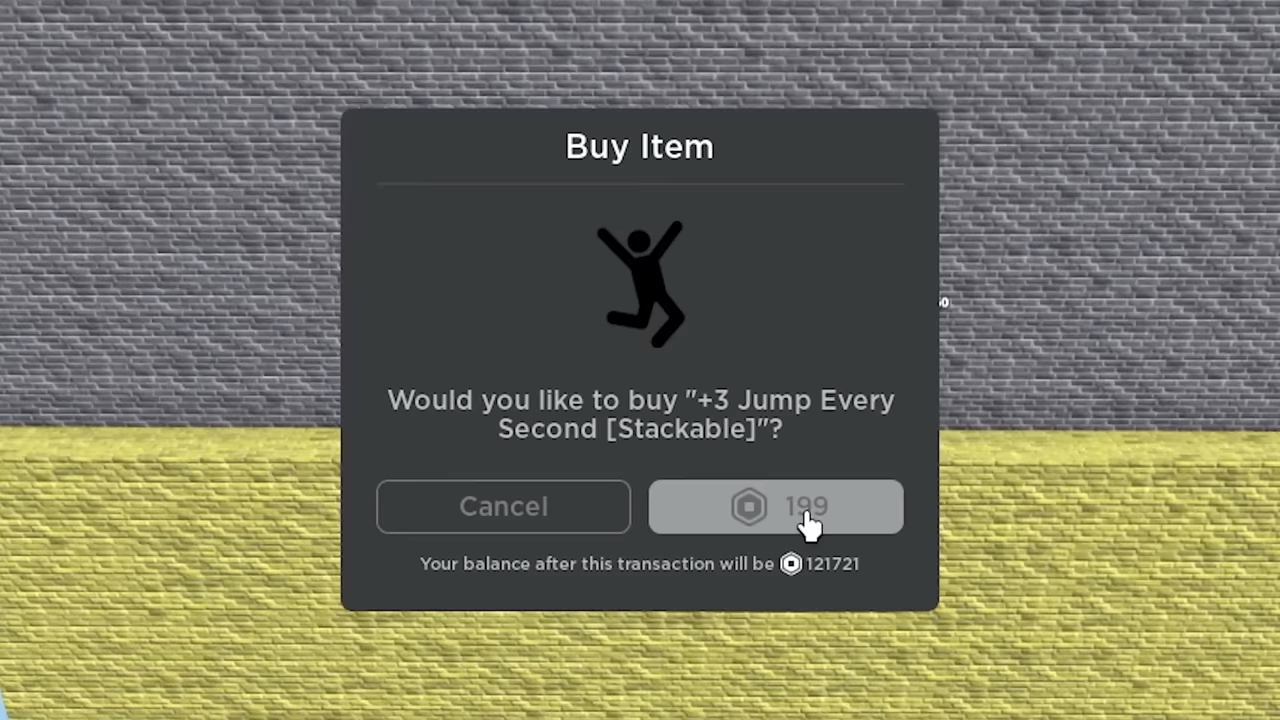 Buy Item
Would you like to buy "+3 Jump Every
Second [Stackable]"?
Cancel
199
Your balance after this transaction will be 121721